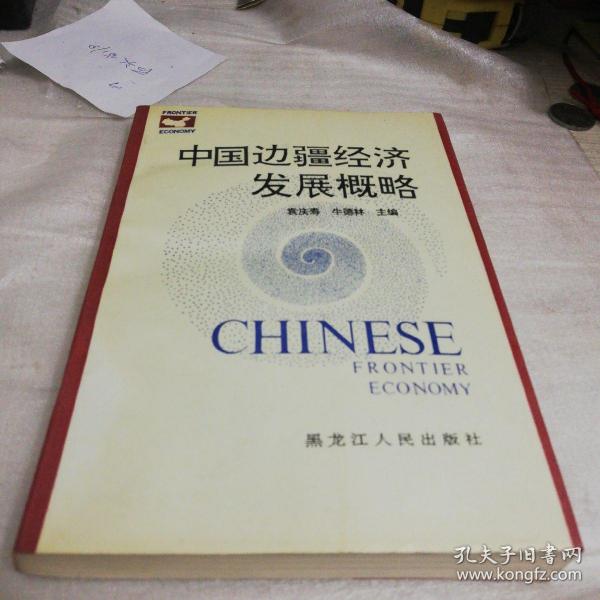 FRONTIER
ECONOMY
中国边疆经济
发展概略
袁庆寿 牛德林 主编
CHINESE
FRONTIER
ECONOMY
黑龙江人民出版社
孔夫子旧書网
www.kongfz.com